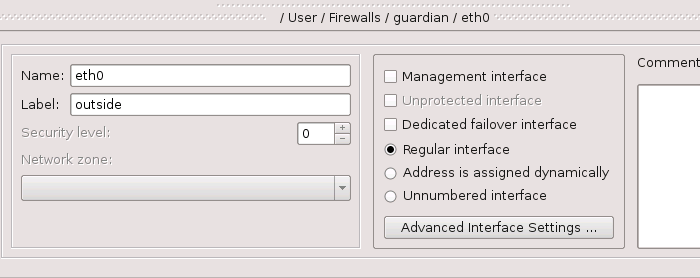 / User / Firewalls / guardian / eth0
Name: eth0
Label: outside
Security level: 0
Network zone:
Management interface
Unprotected interface
Dedicated failover interface
Regular interface
Address is assigned dynamically
Unnumbered interface
Advanced Interface Settings ...
Comment